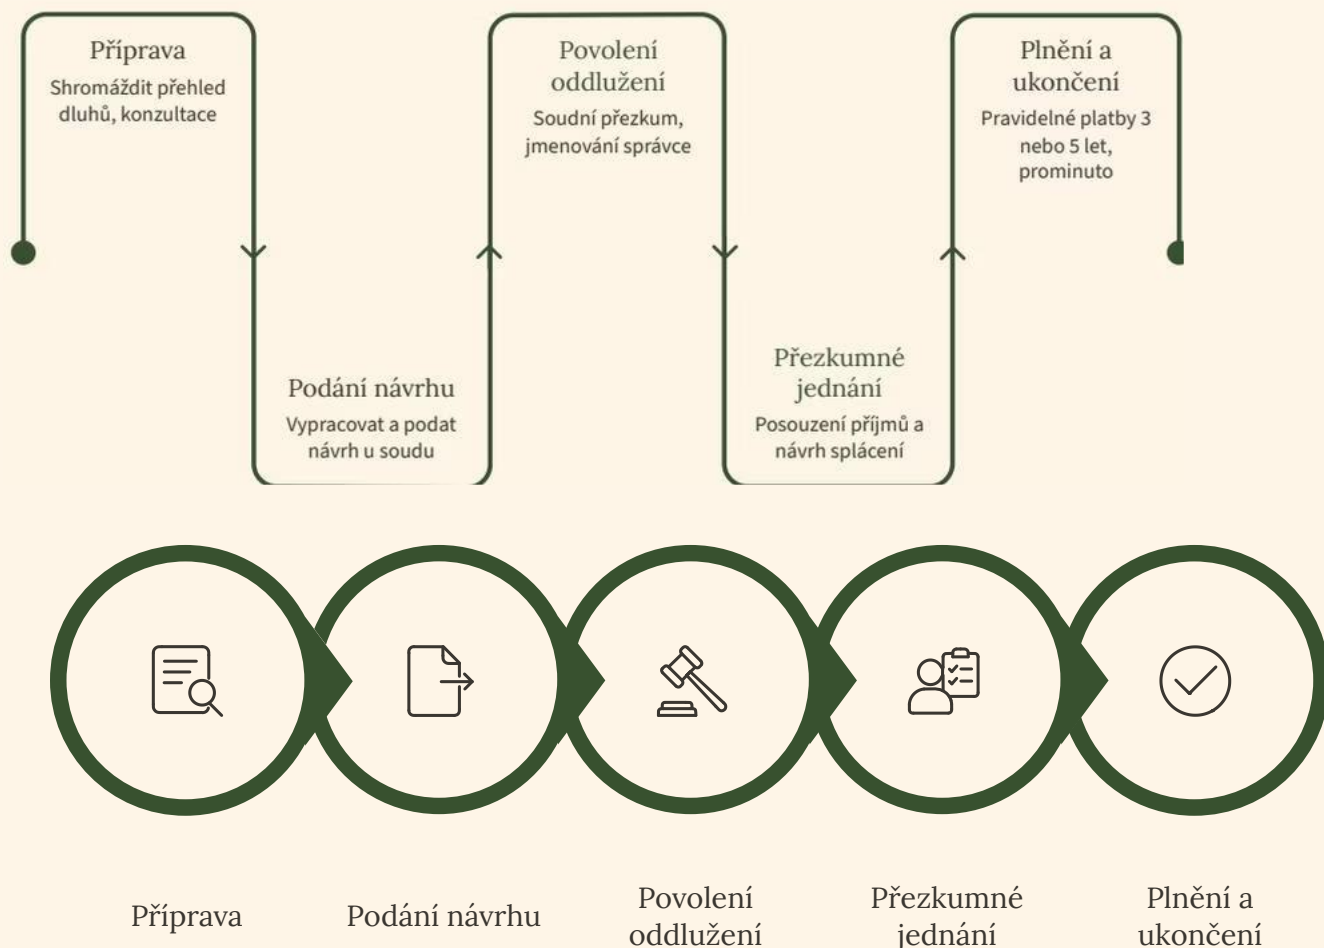 Příprava
Shromáždit přehled
dluhů, konzultace
Podání návrhu
Vypracovat a podat
návrh u soudu
Povolení
oddlužení
Soudní přezkum,
jmenování správce
Přezkumné
jednání
Posouzení příjmů a
návrh splácení
Plnění a
ukončení
Pravidelné platby 3
nebo 5 let,
prominuto
Příprava
Podání návrhu
Povolení
oddlužení
Přezkumné
jednání
Plnění a
ukončení